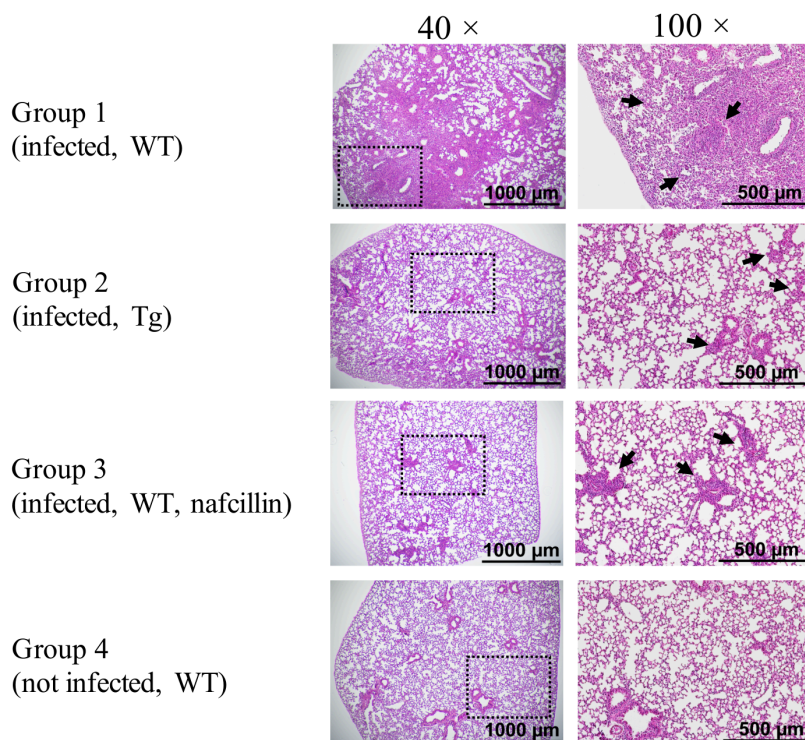 40 × 100 ×
Group 1
(infected, WT)
1000 µm 500 µm
Group 2
(infected, Tg)
1000 µm 500 µm
Group 3
(infected, WT, nafcillin)
1000 µm 500 µm
Group 4
(not infected, WT)
1000 µm 500 µm